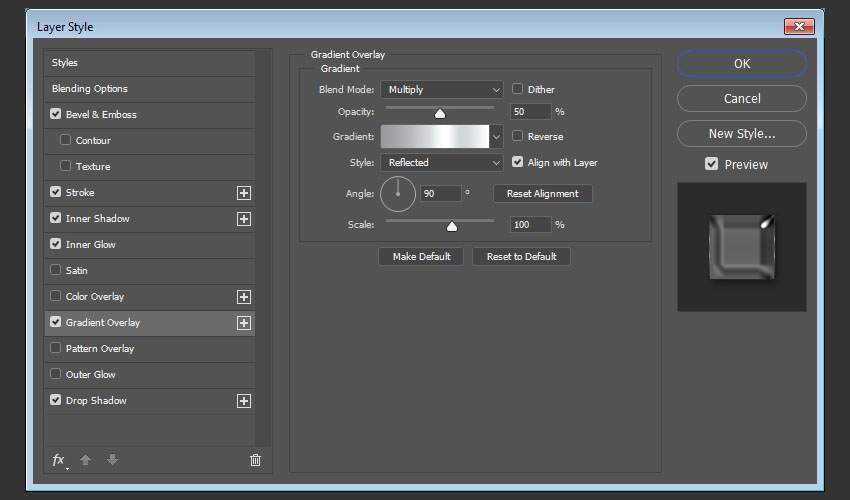 Layer Style
Styles
Blending Options
Bevel & Emboss
Contour
Texture
Stroke
Inner Shadow
Inner Glow
Satin
Color Overlay
Gradient Overlay
Pattern Overlay
Outer Glow
Drop Shadow
fx
Gradient Overlay
Gradient
Blend Mode: Multiply Dither
Opacity: 50 %
Gradient: Reverse
Style: Reflected Align with Layer
Angle: 90 ° Reset Alignment
Scale: 100 %
Make Default Reset to Default
OK
Cancel
New Style...
Preview